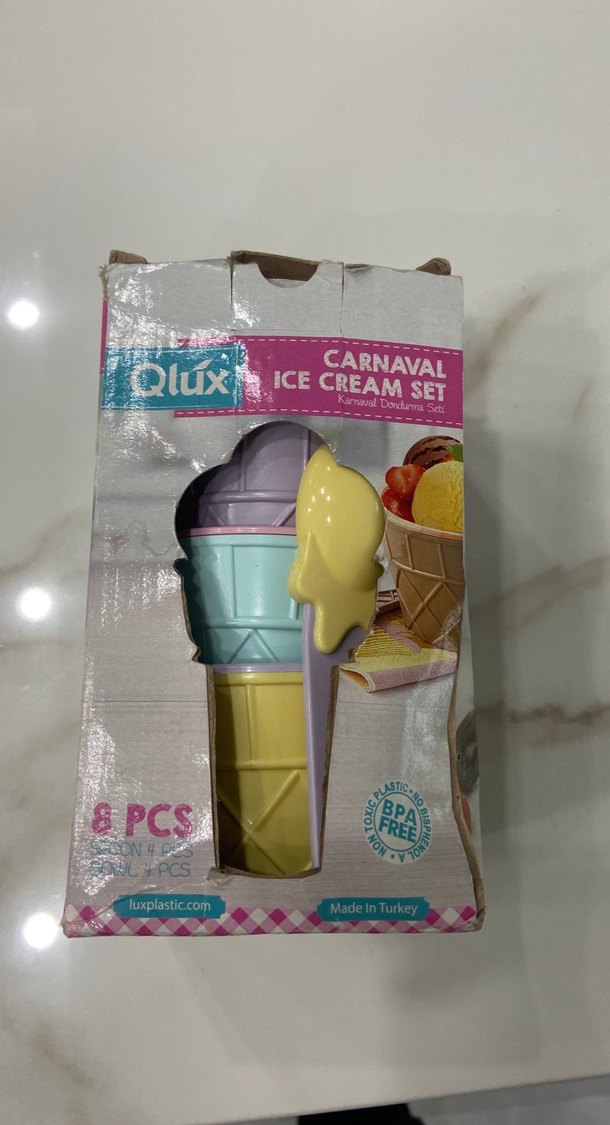 Qlux
CARNAVAL
ICE CREAM SET
Karnaval Dondurma Seti
8 PCS
SPOON 4 PCS
BOWL 4 PCS
NON TOXIC PLASTIC • NO BISPHENOL A •
BPA
FREE
luxplastic.com
Made In Turkey